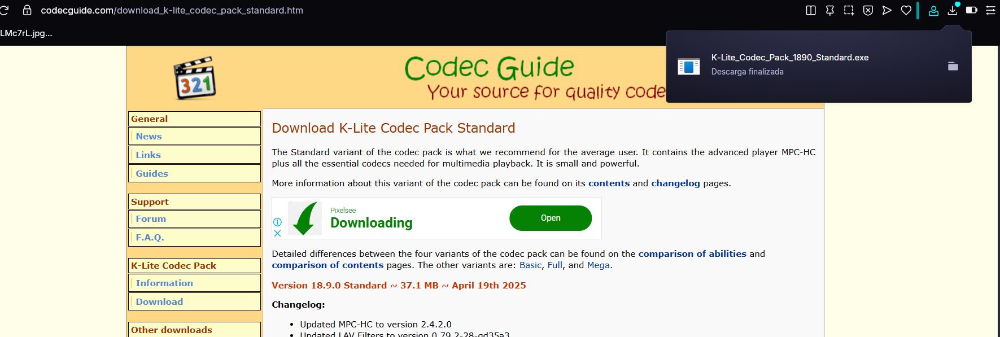 codecguide.com/download_k-lite_codec_pack_standard.htm
LMc7rL.jpg...
K-Lite_Codec_Pack_1890_Standard.exe
Descarga finalizada
321
Codec Guide
Your source for quality code
General
News
Links
Guides
Support
Forum
F.A.Q.
K-Lite Codec Pack
Information
Download
Other downloads
Download K-Lite Codec Pack Standard
The Standard variant of the codec pack is what we recommend for the average user. It contains the advanced player MPC-HC
plus all the essential codecs needed for multimedia playback. It is small and powerful.
More information about this variant of the codec pack can be found on its contents and changelog pages.
Pixelsee
Downloading
Open
Detailed differences between the four variants of the codec pack can be found on the comparison of abilities and
comparison of contents pages. The other variants are: Basic, Full, and Mega.
Version 18.9.0 Standard ~ 37.1 MB ~ April 19th 2025
Changelog:
• Updated MPC-HC to version 2.4.2.0
• Updated LAV Filters to version 0.79.2-28-gd35a3